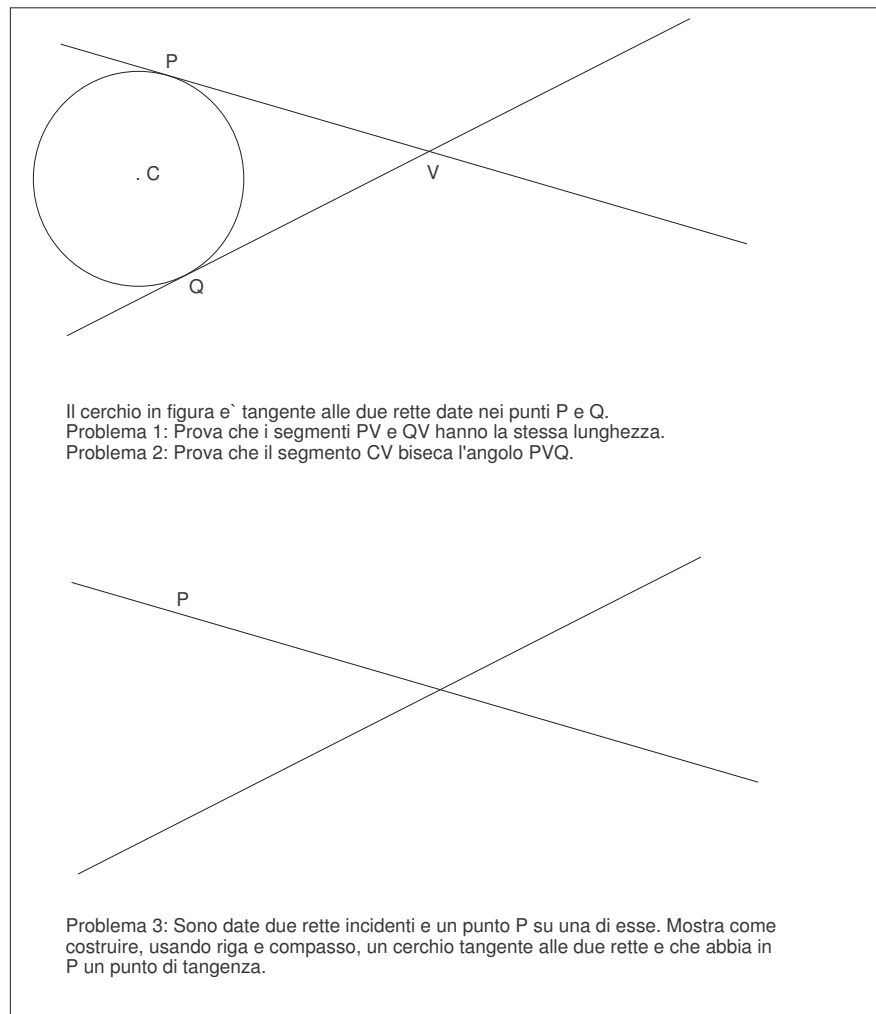 P
. C
V
Q
Il cerchio in figura e` tangente alle due rette date nei punti P e Q.
Problema 1: Prova che i segmenti PV e QV hanno la stessa lunghezza.
Problema 2: Prova che il segmento CV biseca l'angolo PVQ.
P
Problema 3: Sono date due rette incidenti e un punto P su una di esse. Mostra come
costruire, usando riga e compasso, un cerchio tangente alle due rette e che abbia in
P un punto di tangenza.